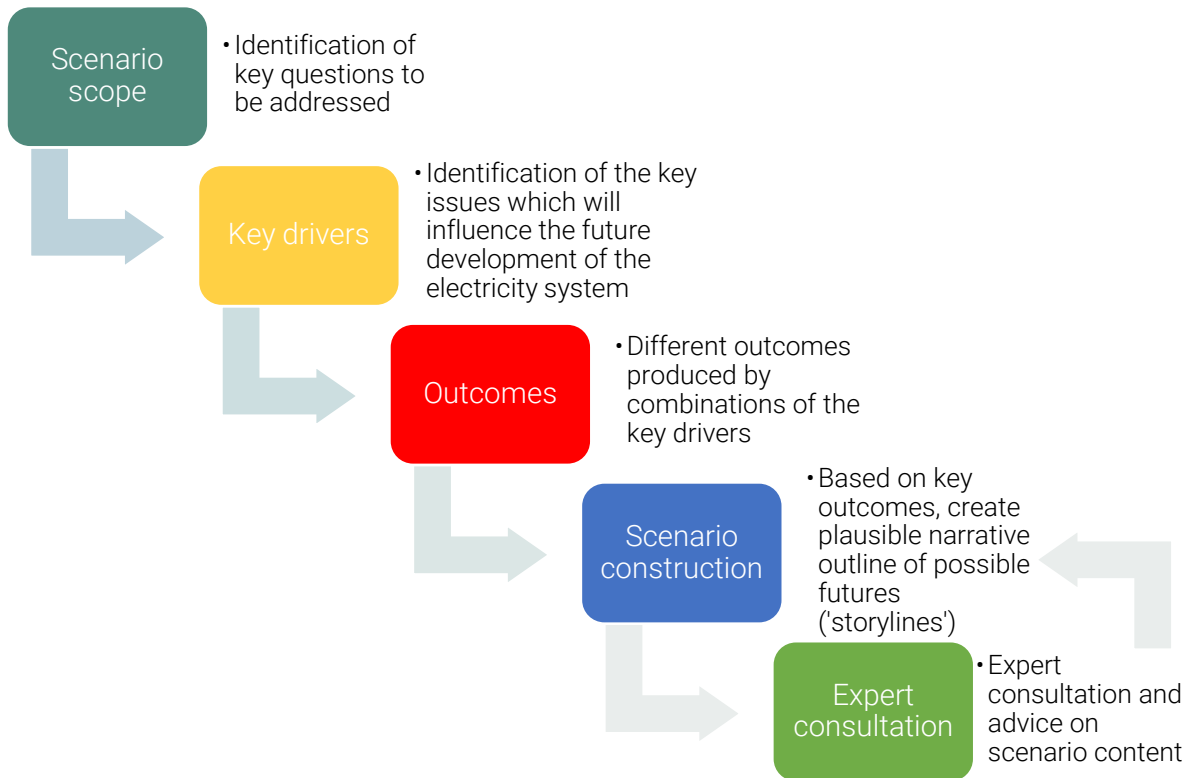 Scenario
scope
• Identification of
key questions to
be addressed
Key drivers
• Identification of the key
issues which will
influence the future
development of the
electricity system
Outcomes
• Different outcomes
produced by
combinations of the
key drivers
Scenario
construction
• Based on key
outcomes, create
plausible narrative
outline of possible
futures
('storylines')
Expert
consultation
• Expert
consultation and
advice on
scenario content